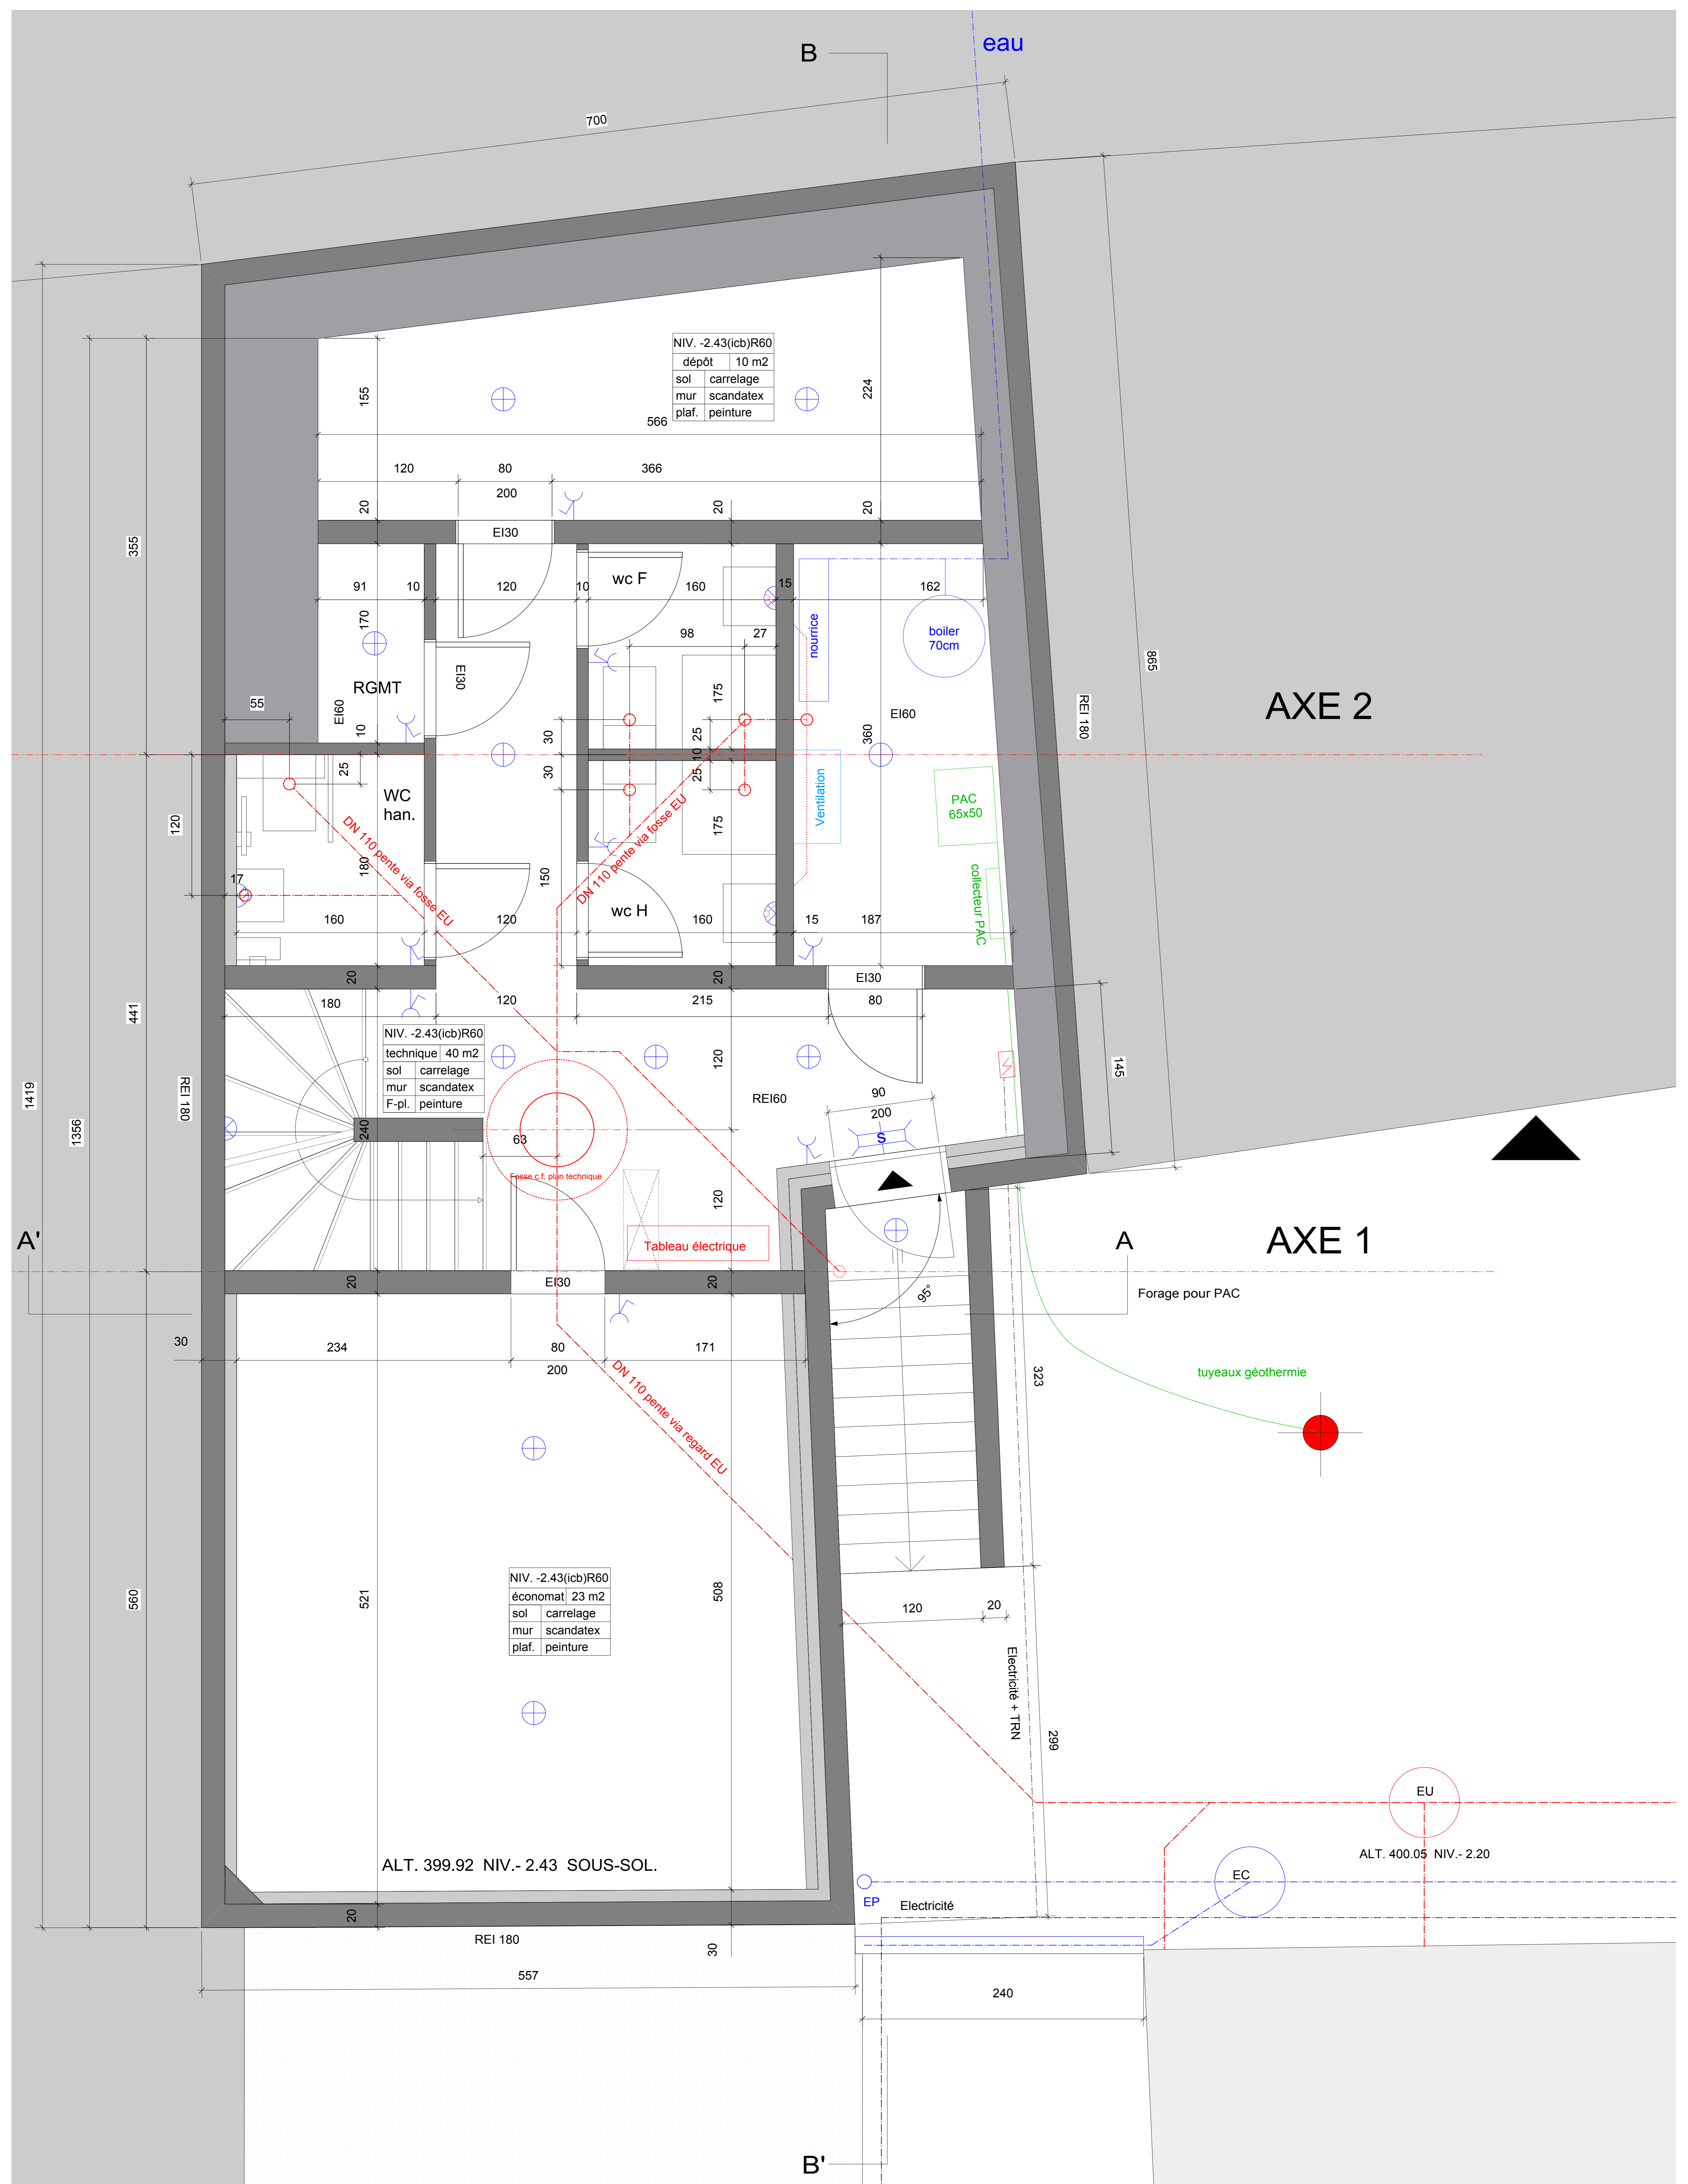 B
eau
700
NIV. -2.43(icb)R60
dépôt 10 m2
sol carrelage
mur scandatex
plaf. peinture
155
224
566
120 80 366
200
20 20 20
EI30
355
91 10 120 10 wc F 160 15 162
170
98 27
nourrice
boiler
70cm
EI30
RGMT
EI60
175
55
10
EI60
865
REI 180
AXE 2
30 25
360
10
30 25
25
WC
han.
120
DN 110 pente via fosse EU
DN 110 pente via fosse EU
175
Ventilation
PAC
65x50
180
150
17
collecteur PAC
wc H
160 120 160 15 187
20 20
EI30
180 120 215 80
441
NIV. -2.43(icb)R60
technique 40 m2
sol carrelage
mur scandatex
F-pl. peinture
120
145
1419
1356
REI 180
REI60
90
200
240
S
63
Fosse c.f. plan technique
120
Tableau électrique
A'
A
AXE 1
20 EI30 20
95°
Forage pour PAC
30
234 80 171
200
323
DN 110 pente via regard EU
tuyeaux géothermie
560
521
508
NIV. -2.43(icb)R60
économat 23 m2
sol carrelage
mur scandatex
plaf. peinture
120 20
Electricité + TRN
299
EU
ALT. 399.92 NIV.- 2.43 SOUS-SOL.
ALT. 400.05 NIV.- 2.20
EC
EP
Electricité
20
REI 180
30
557
240
B'